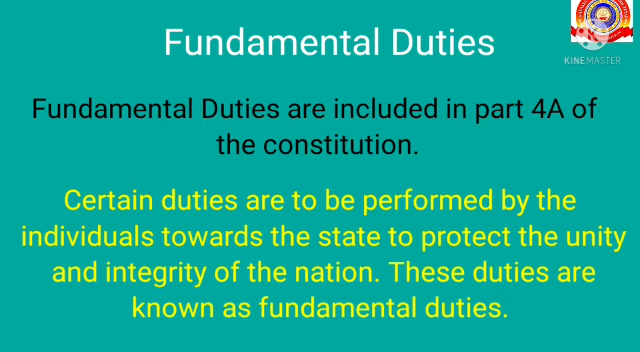 Fundamental Duties
KINEMASTER
Fundamental Duties are included in part 4A of
the constitution.
Certain duties are to be performed by the
individuals towards the state to protect the unity
and integrity of the nation. These duties are
known as fundamental duties.